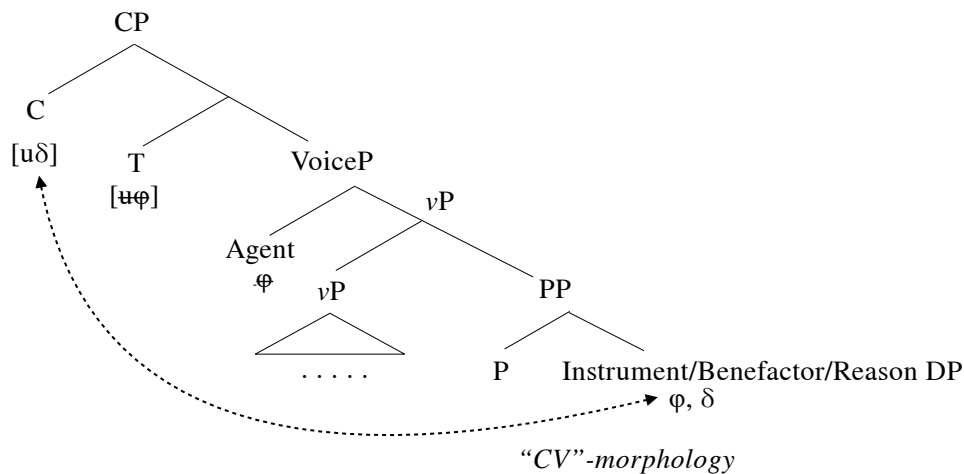 CP
C
[uδ]
T
[uφ]
VoiceP
vP
Agent
φ
vP
PP
. . . . .
P
Instrument/Benefactor/Reason DP
φ, δ
“CV”-morphology